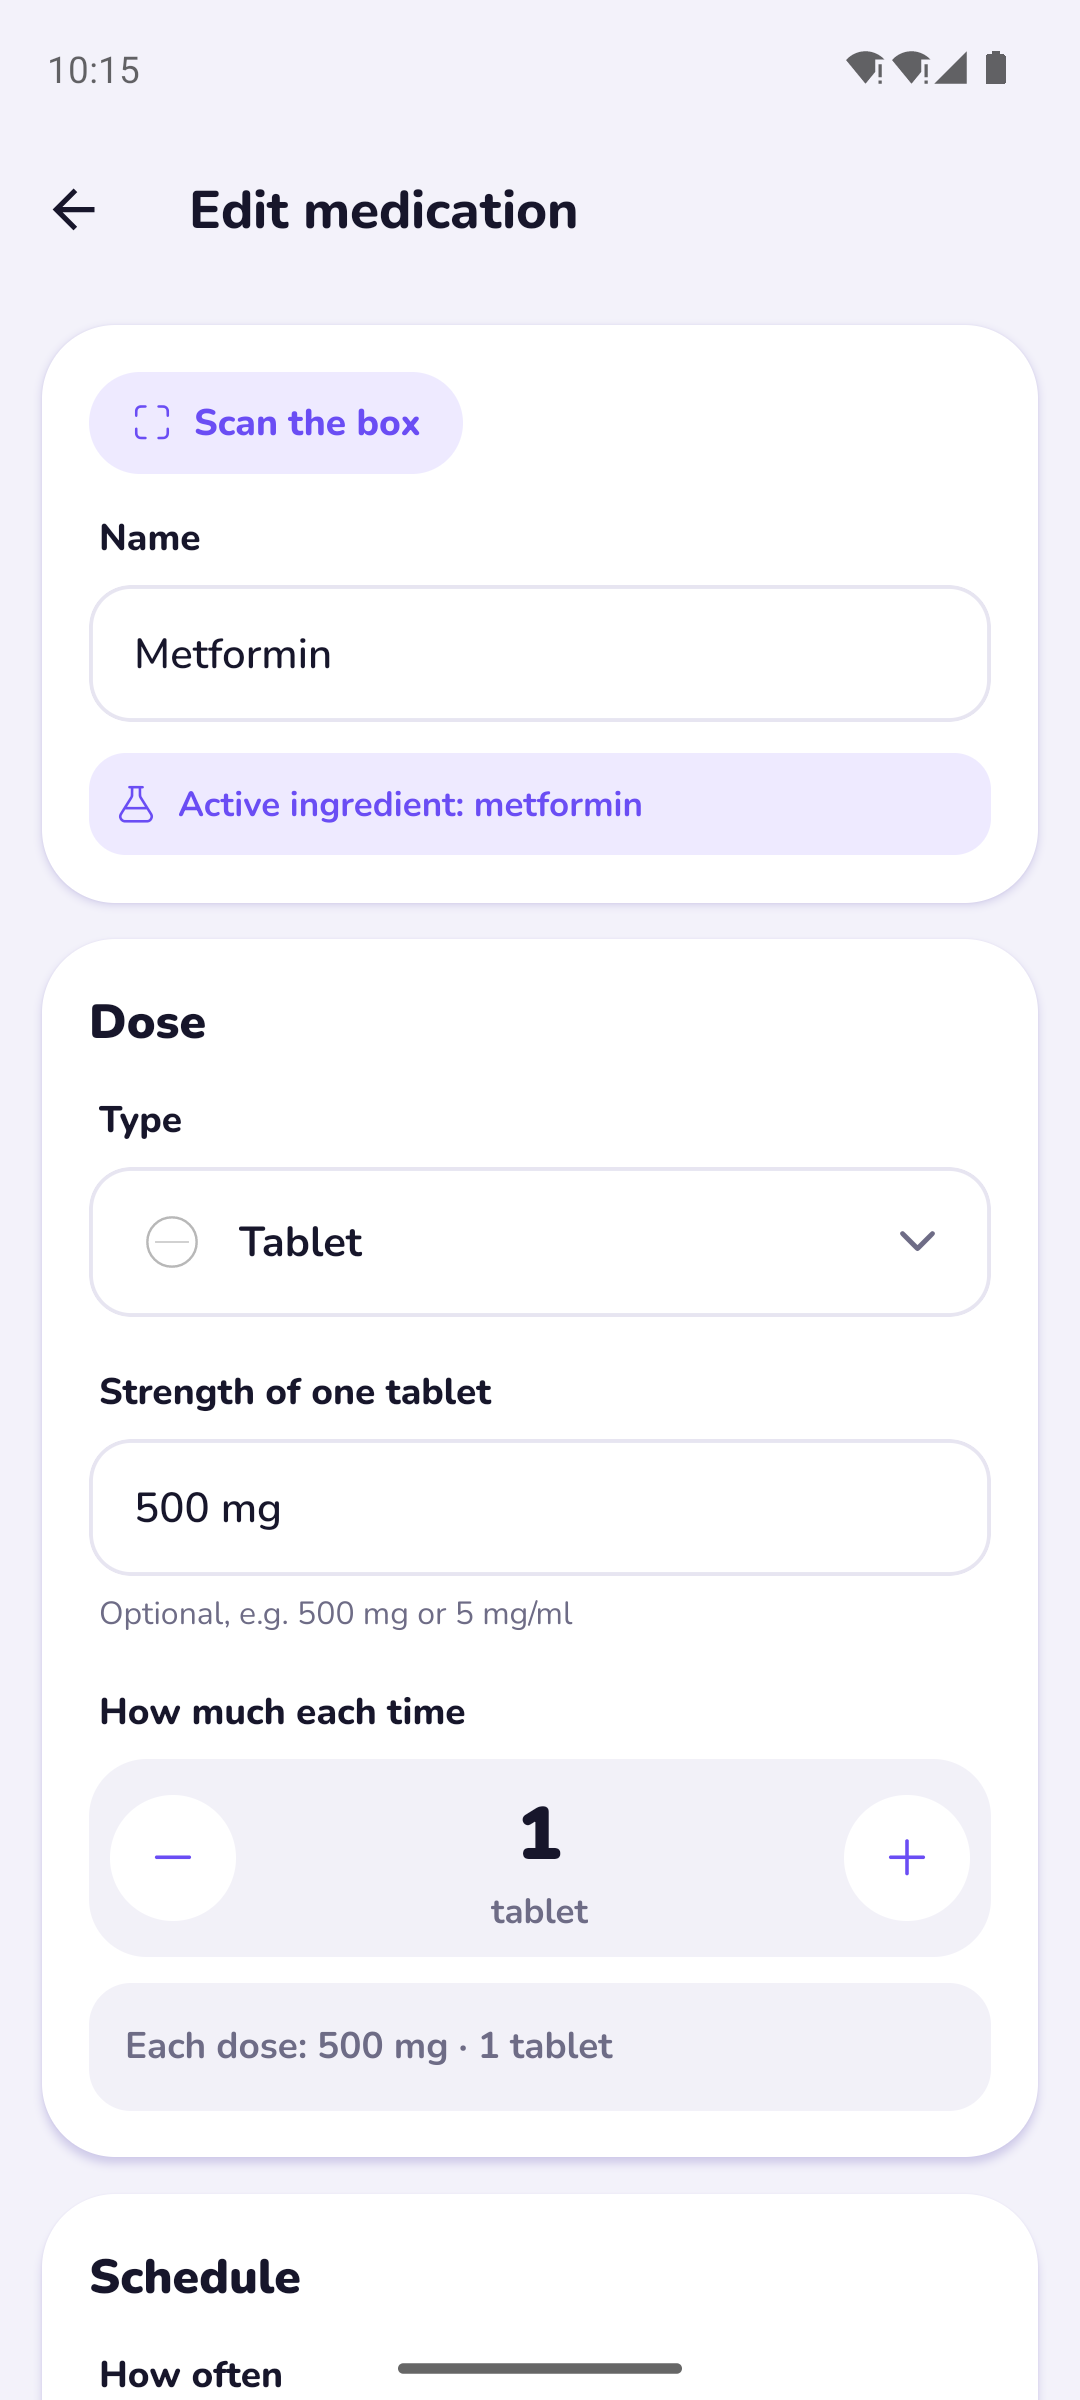 10:15
Edit medication
Scan the box
Name
Metformin
Active ingredient: metformin
Dose
Type
Tablet
Strength of one tablet
500 mg
Optional, e.g. 500 mg or 5 mg/ml
How much each time
1
tablet
Each dose: 500 mg · 1 tablet
Schedule
How often